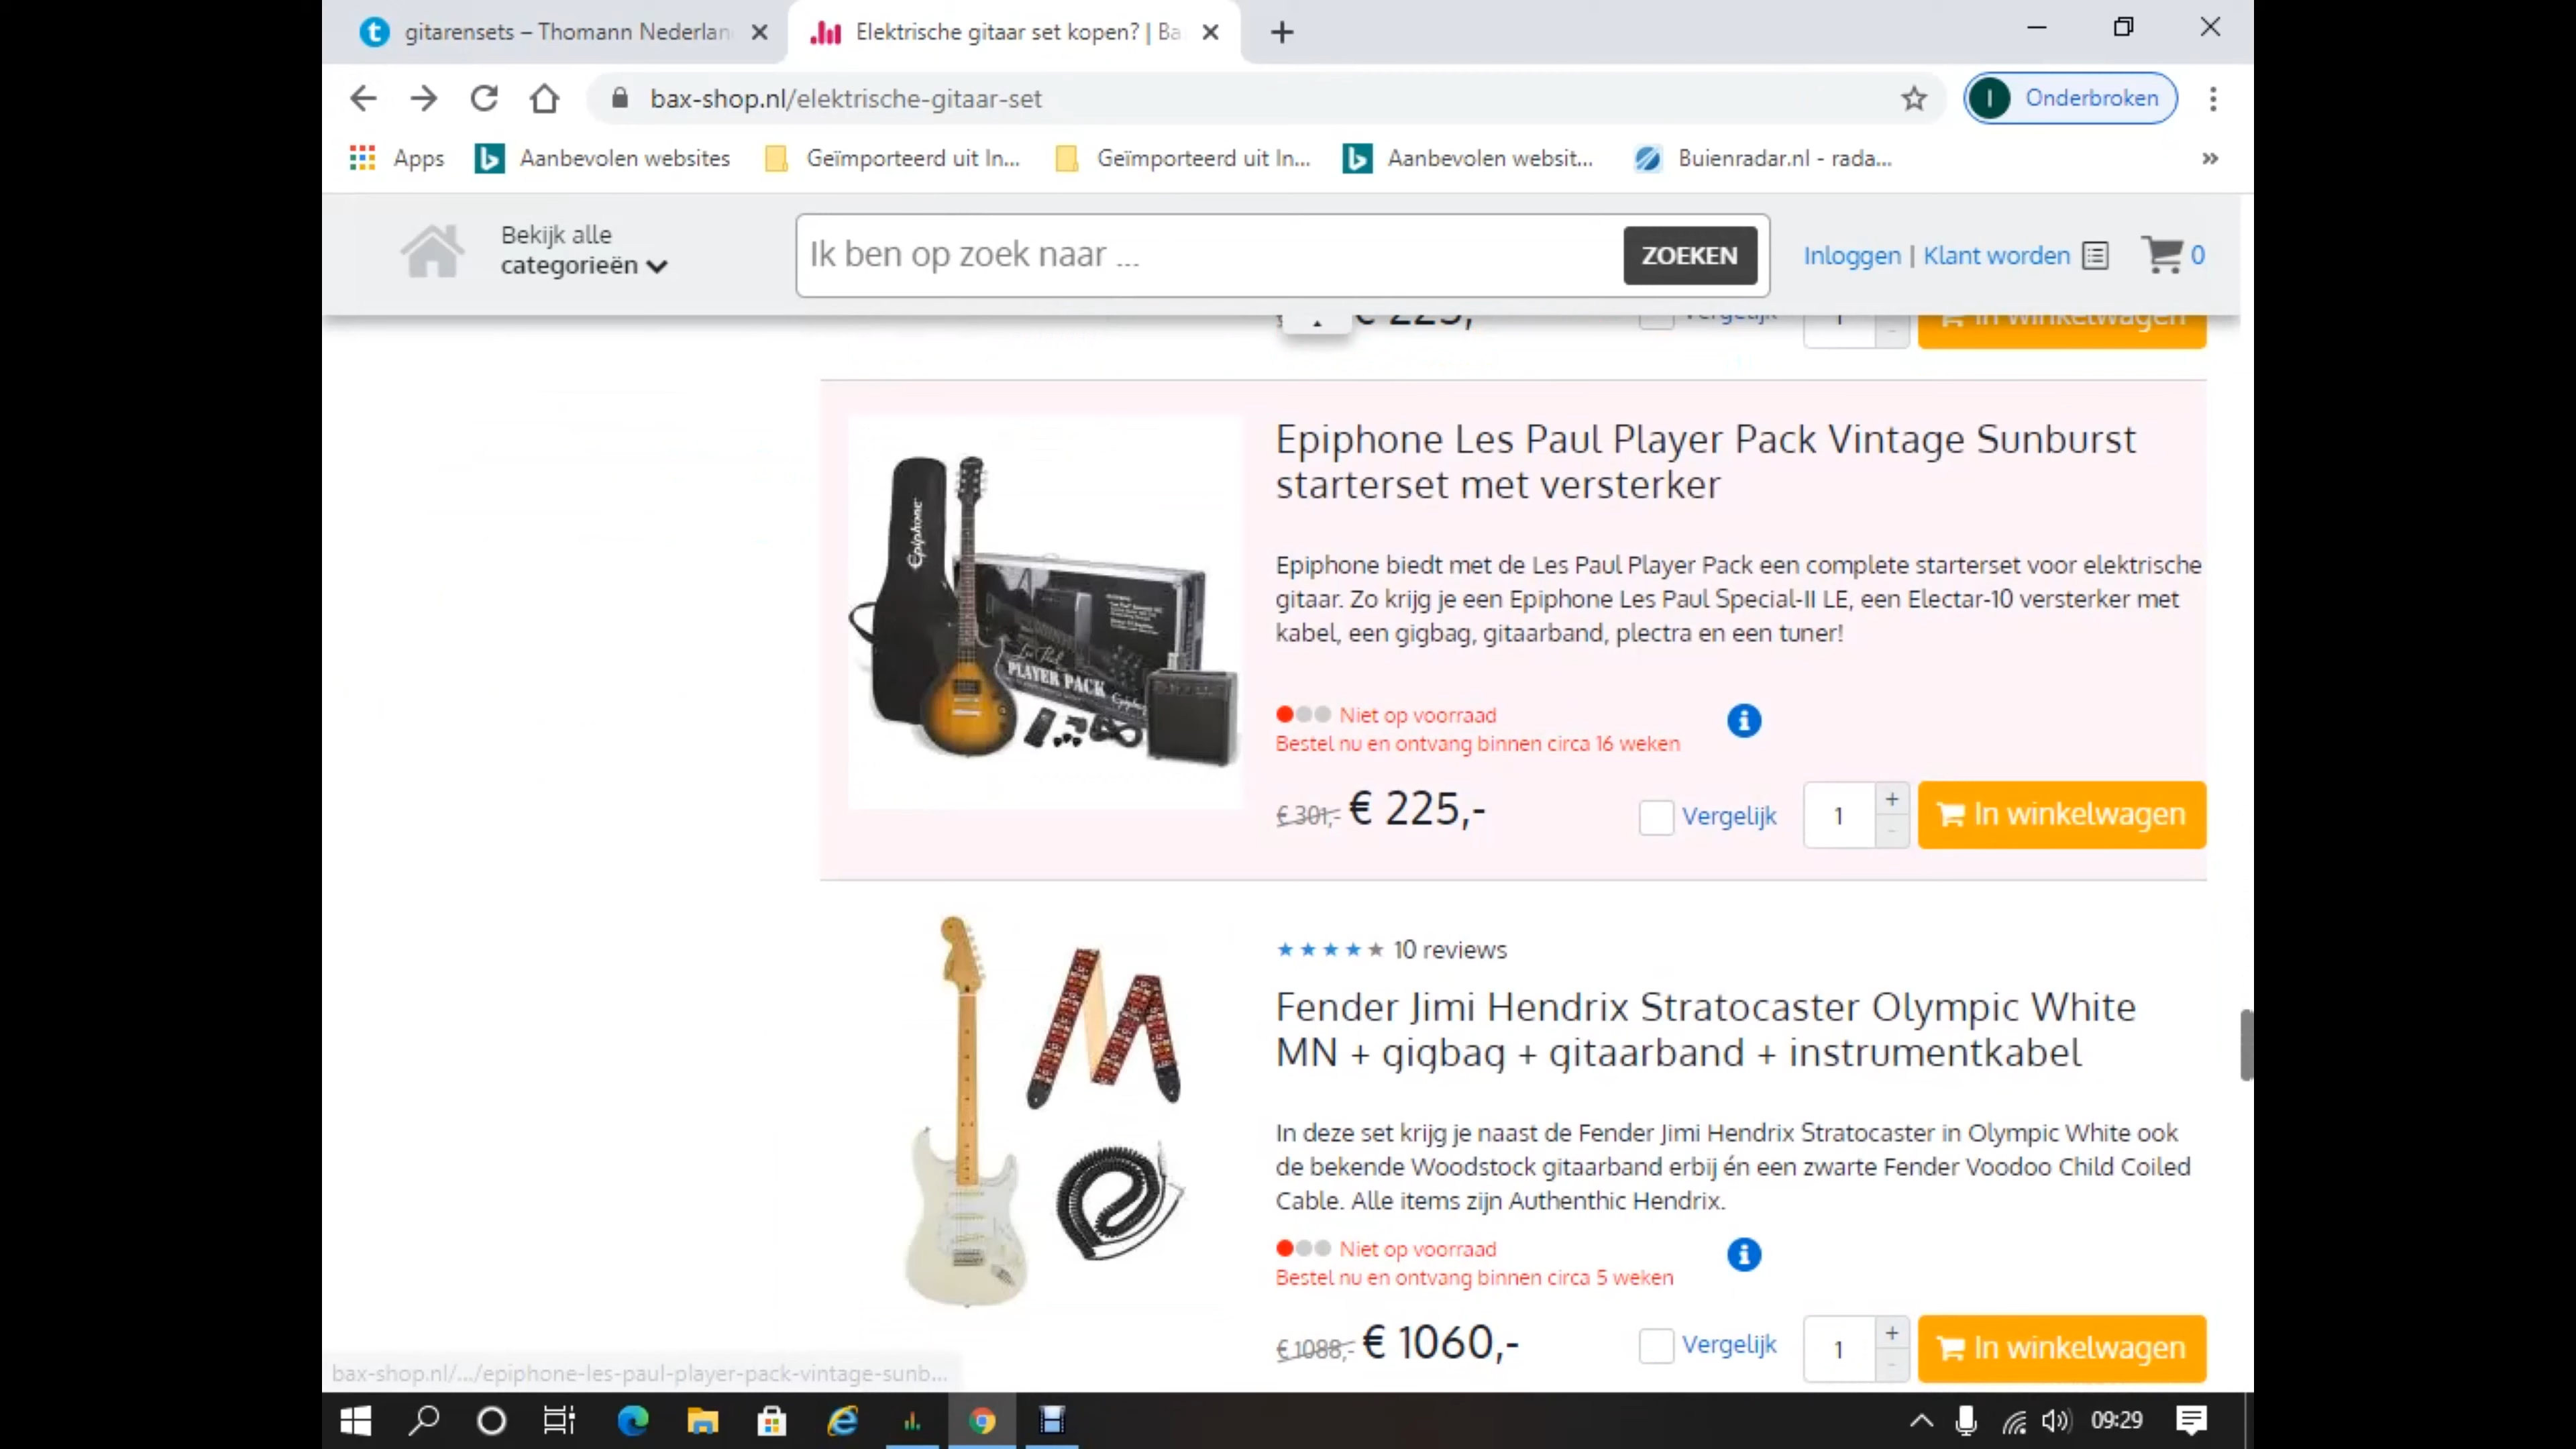 gitarensets – Thomann Nederlan
Elektrische gitaar set kopen? | Ba
bax-shop.nl/elektrische-gitaar-set
I
Onderbroken
Apps
Aanbevolen websites
Geïmporteerd uit In...
Geïmporteerd uit In...
Aanbevolen websit...
Buienradar.nl - rada...
»
Bekijk alle
categorieën
Ik ben op zoek naar ...
ZOEKEN
Inloggen | Klant worden
0
€ 225,-
Vergelijk
1
In winkelwagen
Epiphone Les Paul Player Pack Vintage Sunburst
starterset met versterker
Epiphone
Les Paul
PLAYER PACK
Epiphone
Epiphone biedt met de Les Paul Player Pack een complete starterset voor elektrische
gitaar. Zo krijg je een Epiphone Les Paul Special-II LE, een Electar-10 versterker met
kabel, een gigbag, gitaarband, plectra en een tuner!
Niet op voorraad
Bestel nu en ontvang binnen circa 16 weken
€ 301,- € 225,-
Vergelijk
1
+
-
In winkelwagen
10 reviews
Fender Jimi Hendrix Stratocaster Olympic White
MN + gigbag + gitaarband + instrumentkabel
In deze set krijg je naast de Fender Jimi Hendrix Stratocaster in Olympic White ook
de bekende Woodstock gitaarband erbij én een zwarte Fender Voodoo Child Coiled
Cable. Alle items zijn Authenthic Hendrix.
Niet op voorraad
Bestel nu en ontvang binnen circa 5 weken
€ 1088,- € 1060,-
Vergelijk
1
+
-
In winkelwagen
bax-shop.nl/.../epiphone-les-paul-player-pack-vintage-sunb...
09:29